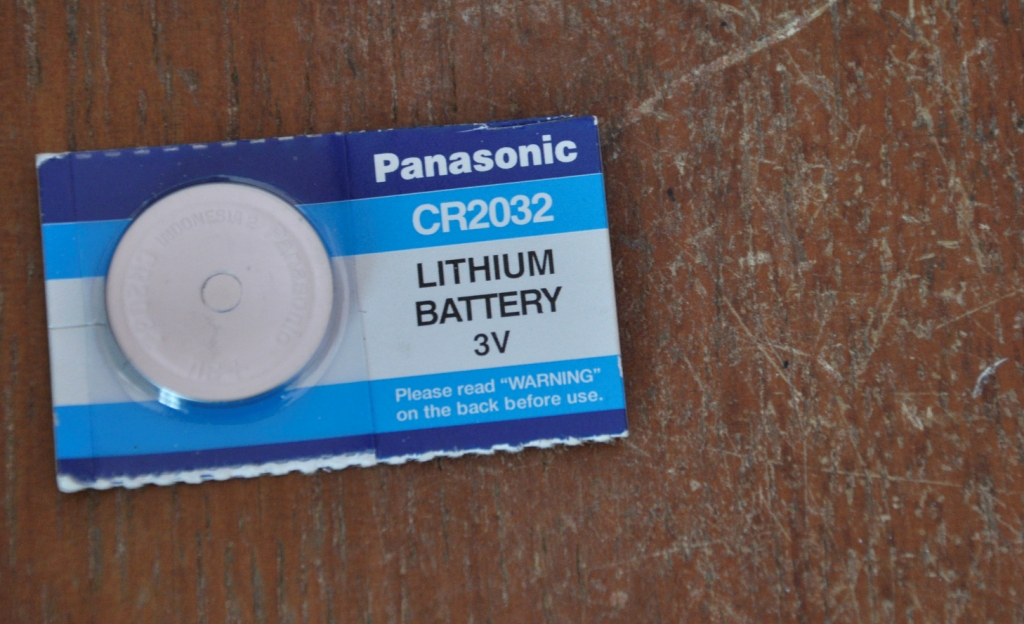 Panasonic
CR2032
LITHIUM
BATTERY
3V
Please read “WARNING”
on the back before use.